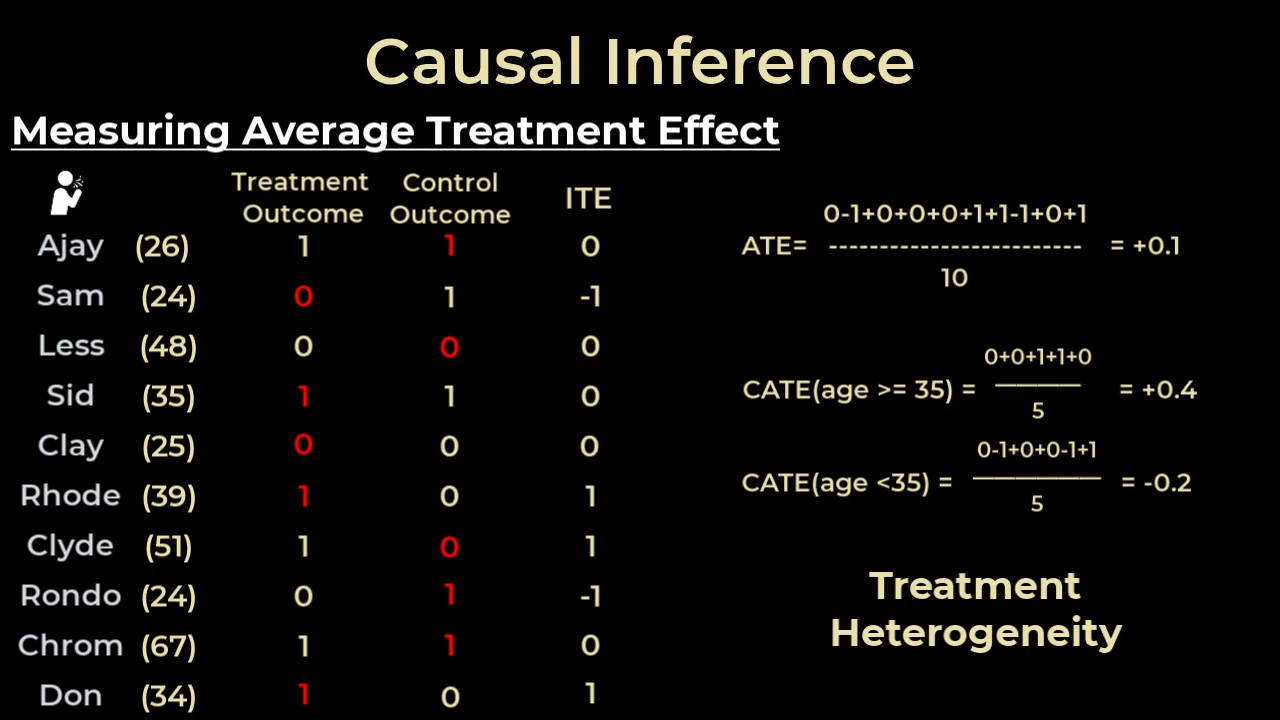 Causal Inference
Measuring Average Treatment Effect
Treatment Outcome Control Outcome ITE
Ajay (26) 1 1 0
Sam (24) 0 1 -1
Less (48) 0 0 0
Sid (35) 1 1 0
Clay (25) 0 0 0
Rhode (39) 1 0 1
Clyde (51) 1 0 1
Rondo (24) 0 1 -1
Chrom (67) 1 1 0
Don (34) 1 0 1
0-1+0+0+0+1+1-1+0+1
ATE= ------------------------- = +0.1
10
0+0+1+1+0
CATE(age >= 35) = ————— = +0.4
5
0-1+0+0-1+1
CATE(age <35) = —————— = -0.2
5
Treatment
Heterogeneity